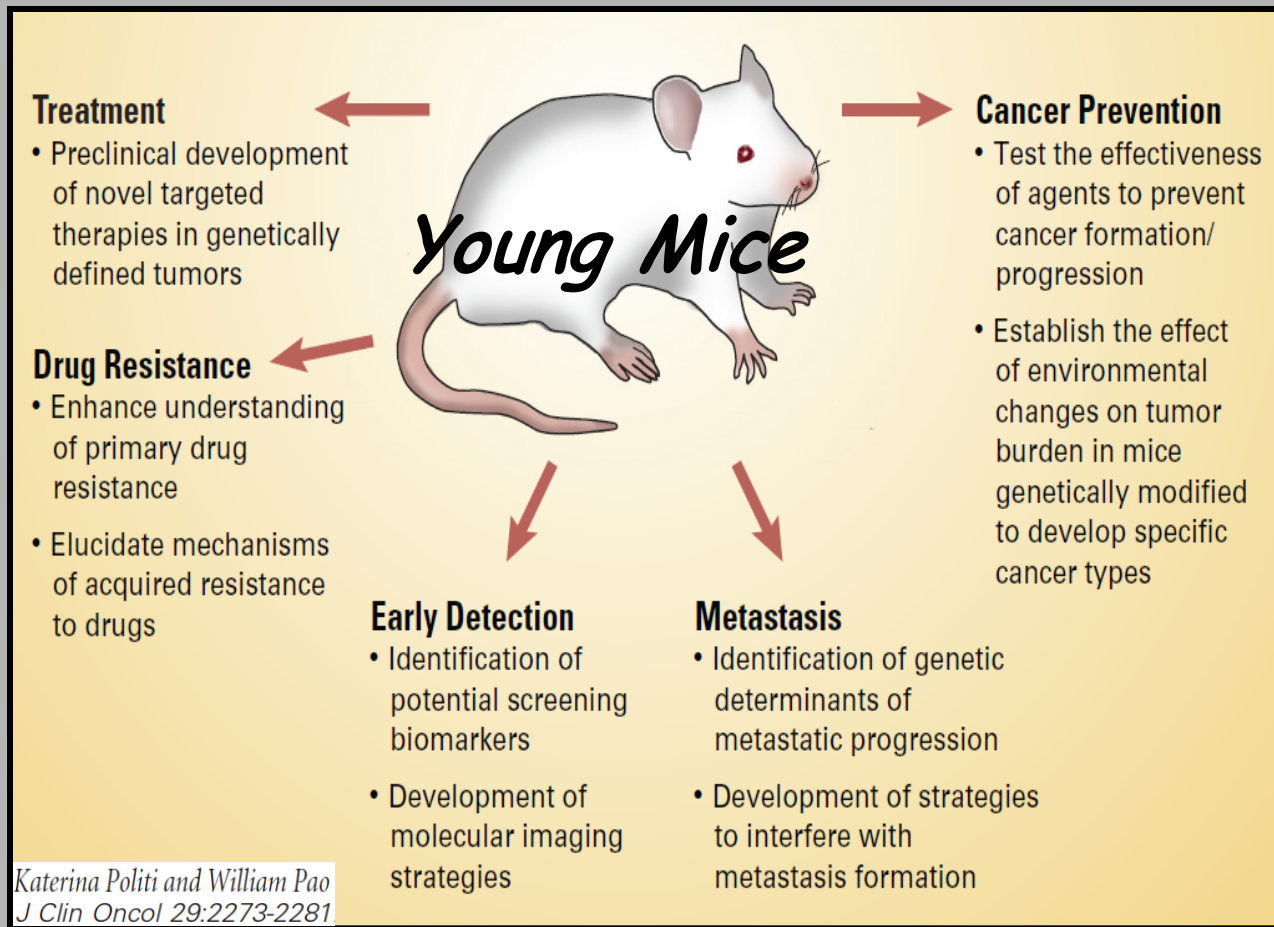 Treatment
• Preclinical development
of novel targeted
therapies in genetically
defined tumors
Drug Resistance
• Enhance understanding
of primary drug
resistance
• Elucidate mechanisms
of acquired resistance
to drugs
Young Mice
Early Detection
• Identification of
potential screening
biomarkers
• Development of
molecular imaging
strategies
Metastasis
• Identification of genetic
determinants of
metastatic progression
• Development of strategies
to interfere with
metastasis formation
Cancer Prevention
• Test the effectiveness
of agents to prevent
cancer formation/
progression
• Establish the effect
of environmental
changes on tumor
burden in mice
genetically modified
to develop specific
cancer types
Katerina Politi and William Pao
J Clin Oncol 29:2273-2281